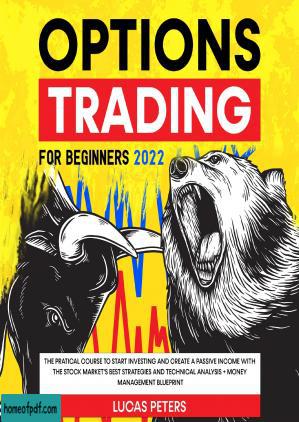 OPTIONS
TRADING
FOR BEGINNERS 2022
THE PRATICAL COURSE TO START INVESTING AND CREATE A PASSIVE INCOME WITH
THE STOCK MARKET'S BEST STRATEGIES AND TECHNICAL ANALYSIS + MONEY
MANAGEMENT BLUEPRINT
LUCAS PETERS
homeofpdf.com